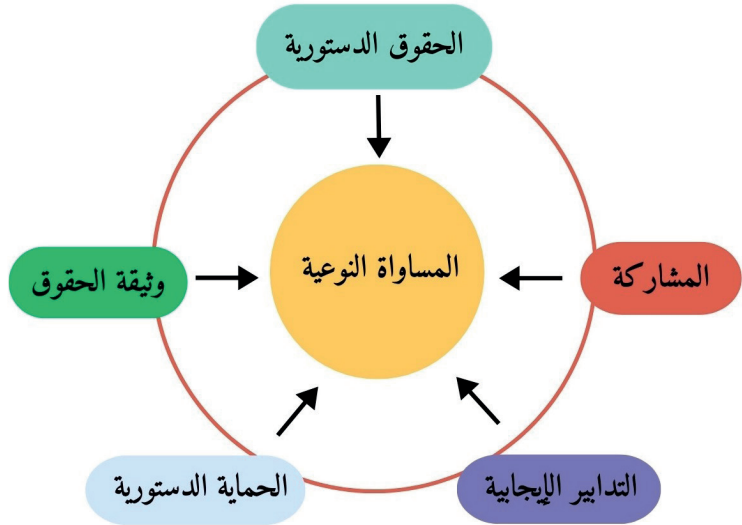 الحقوق الدستورية
المساواة النوعية
المشاركة
وثيقة الحقوق
التدابير الإيجابية
الحماية الدستورية